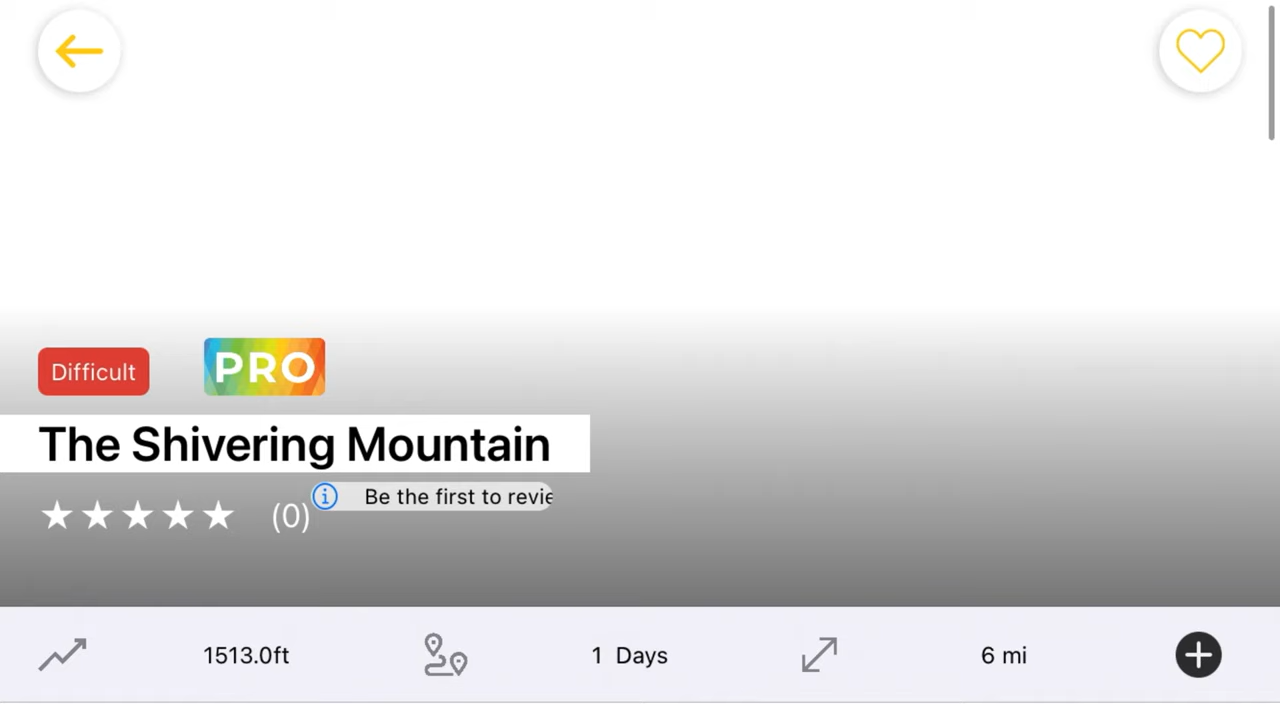 Difficult
PRO
The Shivering Mountain
(0)
Be the first to revie
1513.0ft
1 Days
6 mi